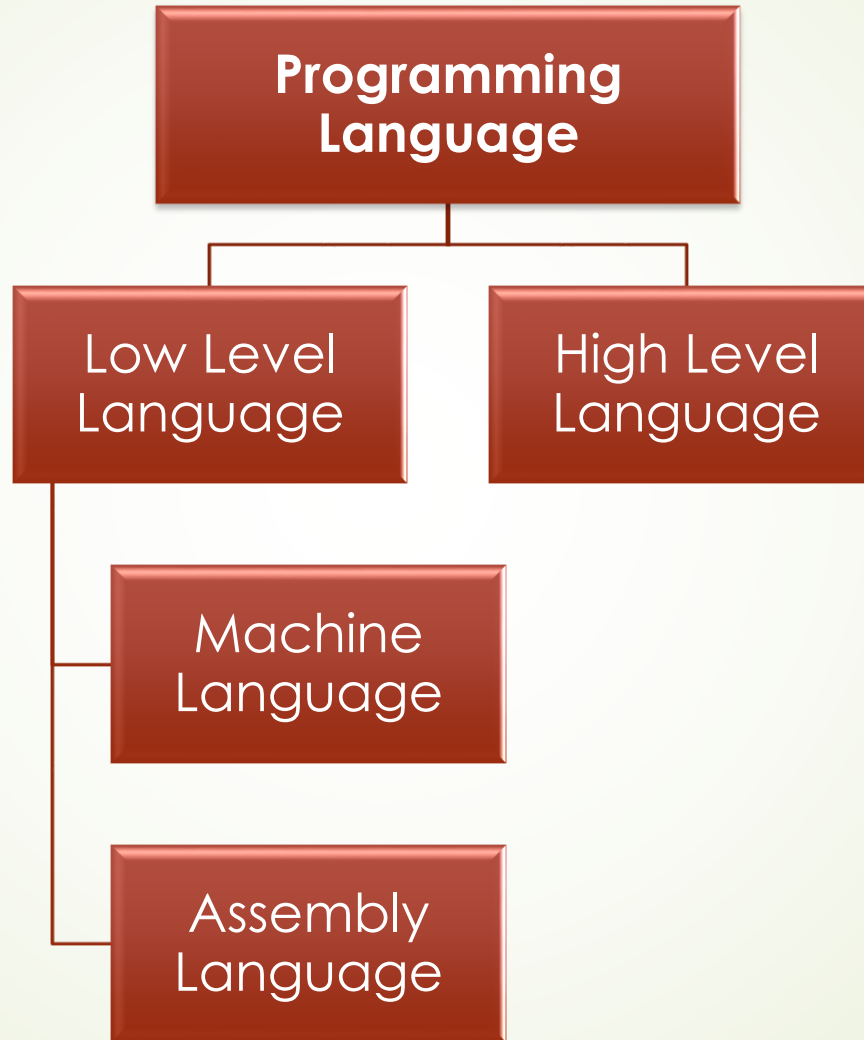 Programming
Language
Low Level
Language
High Level
Language
Machine
Language
Assembly
Language